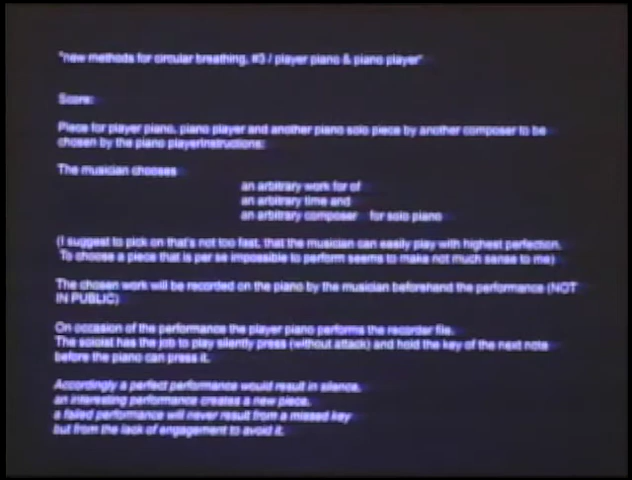 "new methods for circular breathing, #3 / player piano & piano player"
Score:
Piece for player piano, piano player and another piano solo piece by another composer to be
chosen by the piano playerInstructions:
The musician chooses
an arbitrary work for of
an arbitrary time and
an arbitrary composer for solo piano
(I suggest to pick on that's not too fast, that the musician can easily play with highest perfection.
To choose a piece that is per se impossible to perform seems to make not much sense to me)
The chosen work will be recorded on the piano by the musician beforehand the performance (NOT
IN PUBLIC)
On occasion of the performance the player piano performs the recorder file.
The soloist has the job to play silently press (without attack) and hold the key of the next note
before the piano can press it.
Accordingly a perfect performance would result in silence,
an interesting performance creates a new piece,
a failed performance will never result from a missed key
but from the lack of engagement to avoid it.